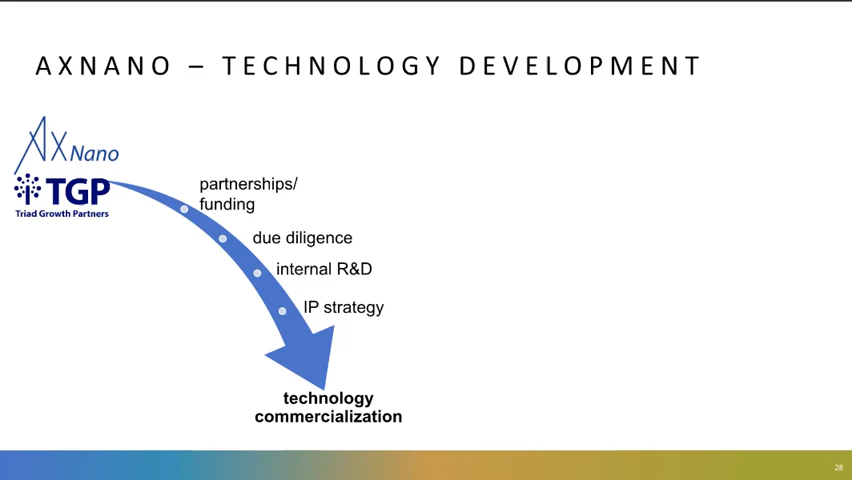 AXNANO – TECHNOLOGY DEVELOPMENT
AxNano
TGP
Triad Growth Partners
partnerships/
funding
due diligence
internal R&D
IP strategy
technology
commercialization
28